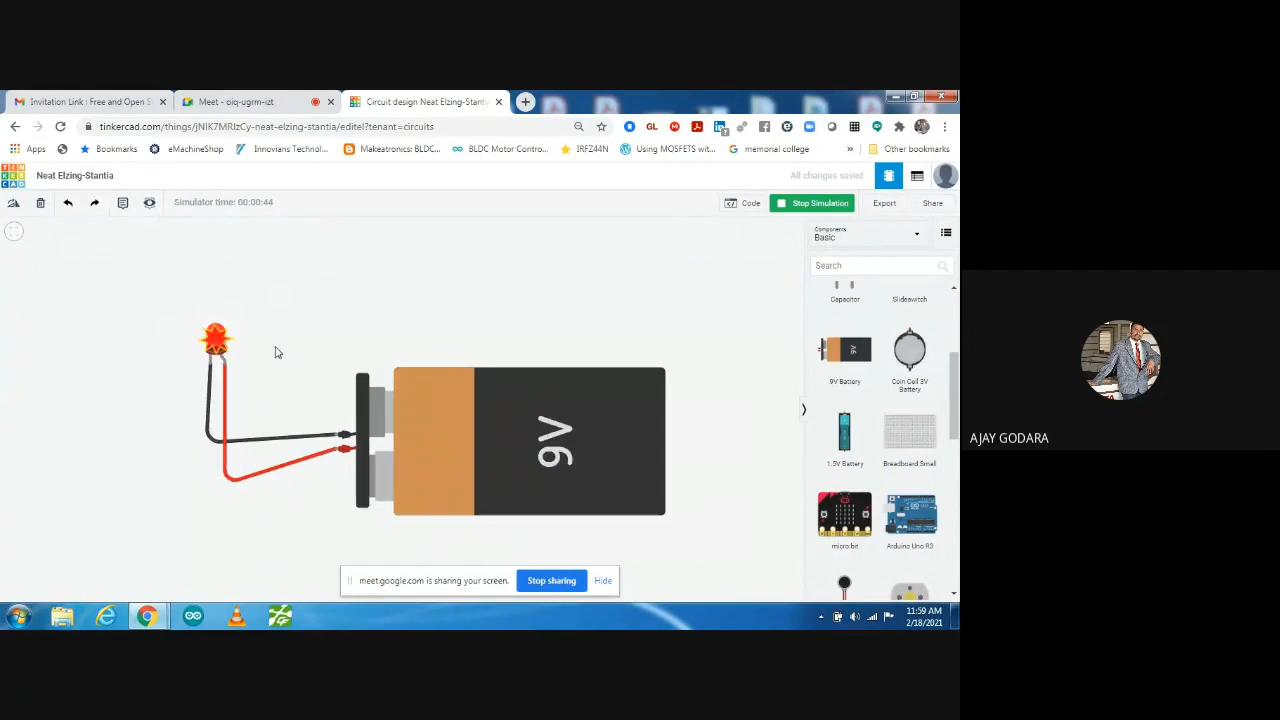 Invitation Link : Free and Open S
Meet - oiq-ugrm-izt
Circuit design Neat Elzing-Stantia
tinkercad.com/things/jNIK7MRIzCy-neat-elzing-stantia/editel?tenant=circuits
Apps
Bookmarks
eMachineShop
Innovians Technol...
Makeatronics: BLDC...
BLDC Motor Contro...
IRFZ44N
Using MOSFETS wit...
memorial college
Other bookmarks
TIN
KER
CAD
Neat Elzing-Stantia
All changes saved
Simulator time: 00:00:44
Code
Stop Simulation
Export
Share
Components
Basic
Search
Capacitor
Slideswitch
9V
9V
9V Battery
Coin Cell 3V
Battery
1.5V Battery
Breadboard Small
micro:bit
Arduino Uno R3
AJAY GODARA
meet.google.com is sharing your screen.
Stop sharing
Hide
11:59 AM
2/18/2021